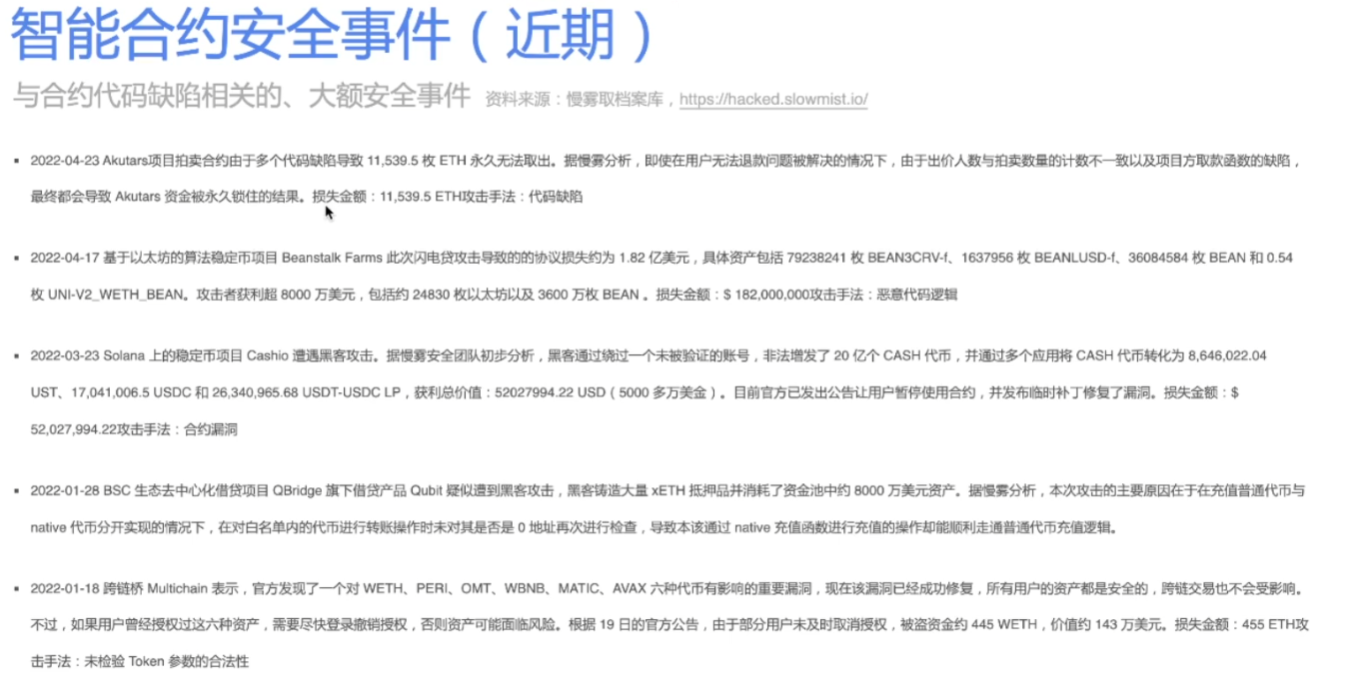 智能合约安全事件（近期）
与合约代码缺陷相关的、大额安全事件 资料来源：慢雾取档案库，https://hacked.slowmist.io/
▪ 2022-04-23 Akutars项目拍卖合约由于多个代码缺陷导致 11,539.5 枚 ETH 永久无法取出。据慢雾分析，即使在用户无法退款问题被解决的情况下，由于出价人数与拍卖数量的计数不一致以及项目方取款函数的缺陷，
最终都会导致 Akutars 资金被永久锁住的结果。损失金额：11,539.5 ETH攻击手法：代码缺陷
▪ 2022-04-17 基于以太坊的算法稳定币项目 Beanstalk Farms 此次闪电贷攻击导致的的协议损失约为 1.82 亿美元，具体资产包括 79238241 枚 BEAN3CRV-f、1637956 枚 BEANLUSD-f、36084584 枚 BEAN 和 0.54
枚 UNI-V2_WETH_BEAN。攻击者获利超 8000 万美元，包括约 24830 枚以太坊以及 3600 万枚 BEAN 。损失金额：$ 182,000,000攻击手法：恶意代码逻辑
▪ 2022-03-23 Solana 上的稳定币项目 Cashio 遭遇黑客攻击。据慢雾安全团队初步分析，黑客通过绕过一个未被验证的账号，非法增发了 20 亿个 CASH 代币，并通过多个应用将 CASH 代币转化为 8,646,022.04
UST、17,041,006.5 USDC 和 26,340,965.68 USDT-USDC LP，获利总价值：52027994.22 USD（5000 多万美金）。目前官方已发出公告让用户暂停使用合约，并发布临时补丁修复了漏洞。损失金额：$
52,027,994.22攻击手法：合约漏洞
▪ 2022-01-28 BSC 生态去中心化借贷项目 QBridge 旗下借贷产品 Qubit 疑似遭到黑客攻击，黑客铸造大量 xETH 抵押品并消耗了资金池中约 8000 万美元资产。据慢雾分析，本次攻击的主要原因在于在充值普通代币与
native 代币分开实现的情况下，在对白名单内的代币进行转账操作时未对其是否是 0 地址再次进行检查，导致本该通过 native 充值函数进行充值的操作却能顺利走通普通代币充值逻辑。
▪ 2022-01-18 跨链桥 Multichain 表示，官方发现了一个对 WETH、PERI、OMT、WBNB、MATIC、AVAX 六种代币有影响的重要漏洞，现在该漏洞已经成功修复，所有用户的资产都是安全的，跨链交易也不会受影响。
不过，如果用户曾经授权过这六种资产，需要尽快登录撤销授权，否则资产可能面临风险。根据 19 日的官方公告，由于部分用户未及时取消授权，被盗资金约 445 WETH，价值约 143 万美元。损失金额：455 ETH攻
击手法：未检验 Token 参数的合法性